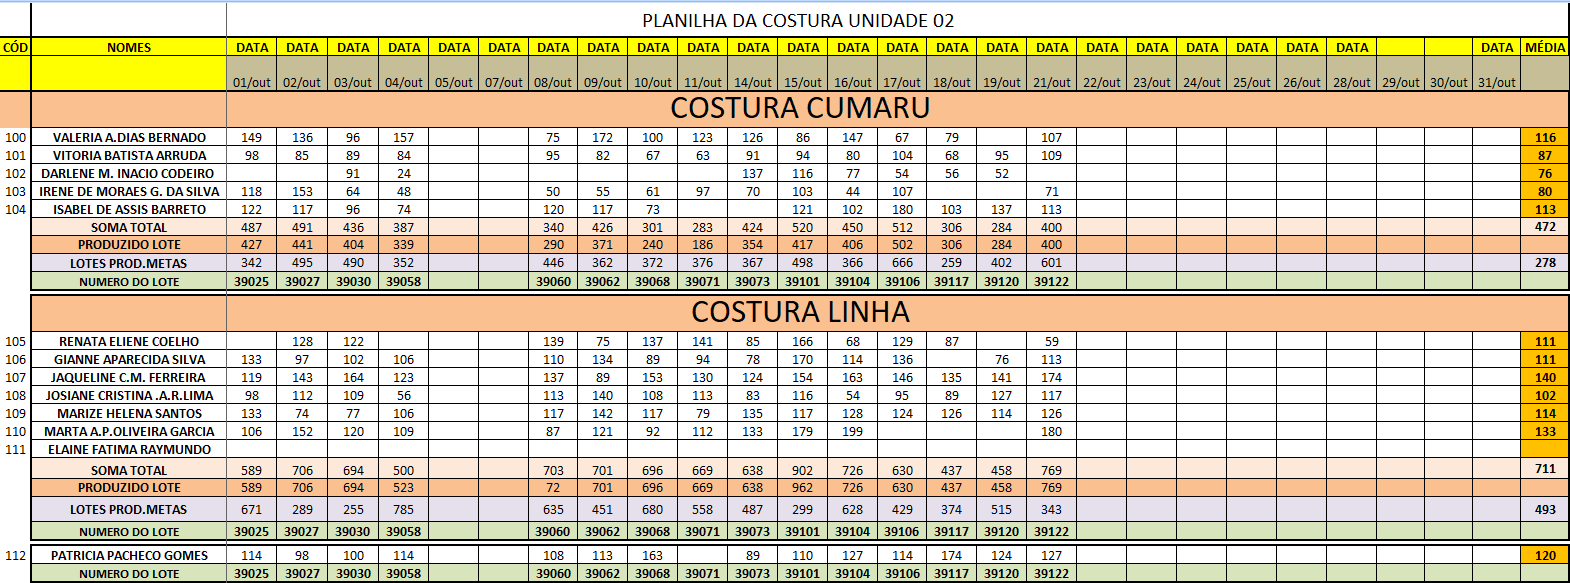 PLANILHA DA COSTURA UNIDADE 02
CÓD NOMES DATA DATA DATA DATA DATA DATA DATA DATA DATA DATA DATA DATA DATA DATA DATA DATA DATA DATA DATA DATA DATA DATA DATA DATA MÉDIA
01/out 02/out 03/out 04/out 05/out 07/out 08/out 09/out 10/out 11/out 14/out 15/out 16/out 17/out 18/out 19/out 21/out 22/out 23/out 24/out 25/out 26/out 28/out 29/out 30/out 31/out
COSTURA CUMARU
100 VALERIA A.DIAS BERNADO 149 136 96 157 75 172 100 123 126 86 147 67 79 107 116
101 VITORIA BATISTA ARRUDA 98 85 89 84 95 82 67 63 91 94 80 104 68 95 109 87
102 DARLENE M. INACIO CODEIRO 91 24 137 116 77 54 56 52 76
103 IRENE DE MORAES G. DA SILVA 118 153 64 48 50 55 61 97 70 103 44 107 71 80
104 ISABEL DE ASSIS BARRETO 122 117 96 74 120 117 73 121 102 180 103 137 113 113
SOMA TOTAL 487 491 436 387 340 426 301 283 424 520 450 512 306 284 400 472
PRODUZIDO LOTE 427 441 404 339 290 371 240 186 354 417 406 502 306 284 400
LOTES PROD.METAS 342 495 490 352 446 362 372 376 367 498 366 666 259 402 601 278
NUMERO DO LOTE 39025 39027 39030 39058 39060 39062 39068 39071 39073 39101 39104 39106 39117 39120 39122
COSTURA LINHA
105 RENATA ELIENE COELHO 128 122 139 75 137 141 85 166 68 129 87 59 111
106 GIANNE APARECIDA SILVA 133 97 102 106 110 134 89 94 78 170 114 136 76 113 111
107 JAQUELINE C.M. FERREIRA 119 143 164 123 137 89 153 130 124 154 163 146 135 141 174 140
108 JOSIANE CRISTINA .A.R.LIMA 98 112 109 56 113 140 108 113 83 116 54 95 89 127 117 102
109 MARIZE HELENA SANTOS 133 74 77 106 117 142 117 79 135 117 128 124 126 114 126 114
110 MARTA A.P.OLIVEIRA GARCIA 106 152 120 109 87 121 92 112 133 179 199 180 133
111 ELAINE FATIMA RAYMUNDO
SOMA TOTAL 589 706 694 500 703 701 696 669 638 902 726 630 437 458 769 711
PRODUZIDO LOTE 589 706 694 523 72 701 696 669 638 962 726 630 437 458 769
LOTES PROD.METAS 671 289 255 785 635 451 680 558 487 299 628 429 374 515 343 493
NUMERO DO LOTE 39025 39027 39030 39058 39060 39062 39068 39071 39073 39101 39104 39106 39117 39120 39122
112 PATRICIA PACHECO GOMES 114 98 100 114 108 113 163 89 110 127 114 174 124 127 120
NUMERO DO LOTE 39025 39027 39030 39058 39060 39062 39068 39071 39073 39101 39104 39106 39117 39120 39122